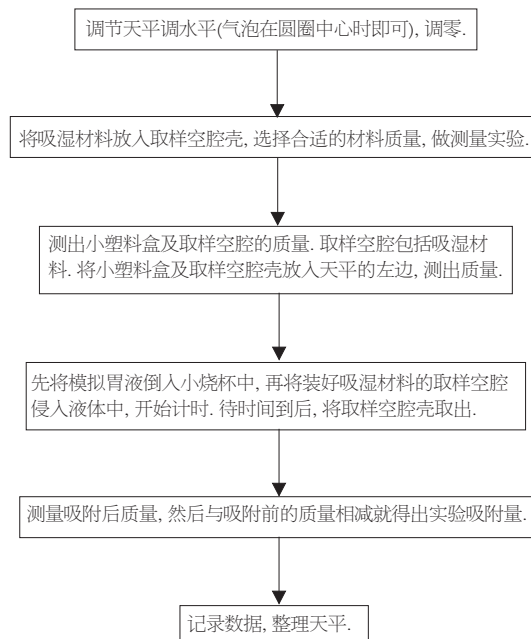 调节天平调水平(气泡在圆圈中心时即可), 调零.
将吸湿材料放入取样空腔壳, 选择合适的材料质量, 做测量实验.
测出小塑料盒及取样空腔的质量. 取样空腔包括吸湿材
料. 将小塑料盒及取样空腔壳放入天平的左边, 测出质量.
先将模拟胃液倒入小烧杯中, 再将装好吸湿材料的取样空腔
侵入液体中, 开始计时. 待时间到后, 将取样空腔壳取出.
测量吸附后质量, 然后与吸附前的质量相减就得出实验吸附量.
记录数据, 整理天平.